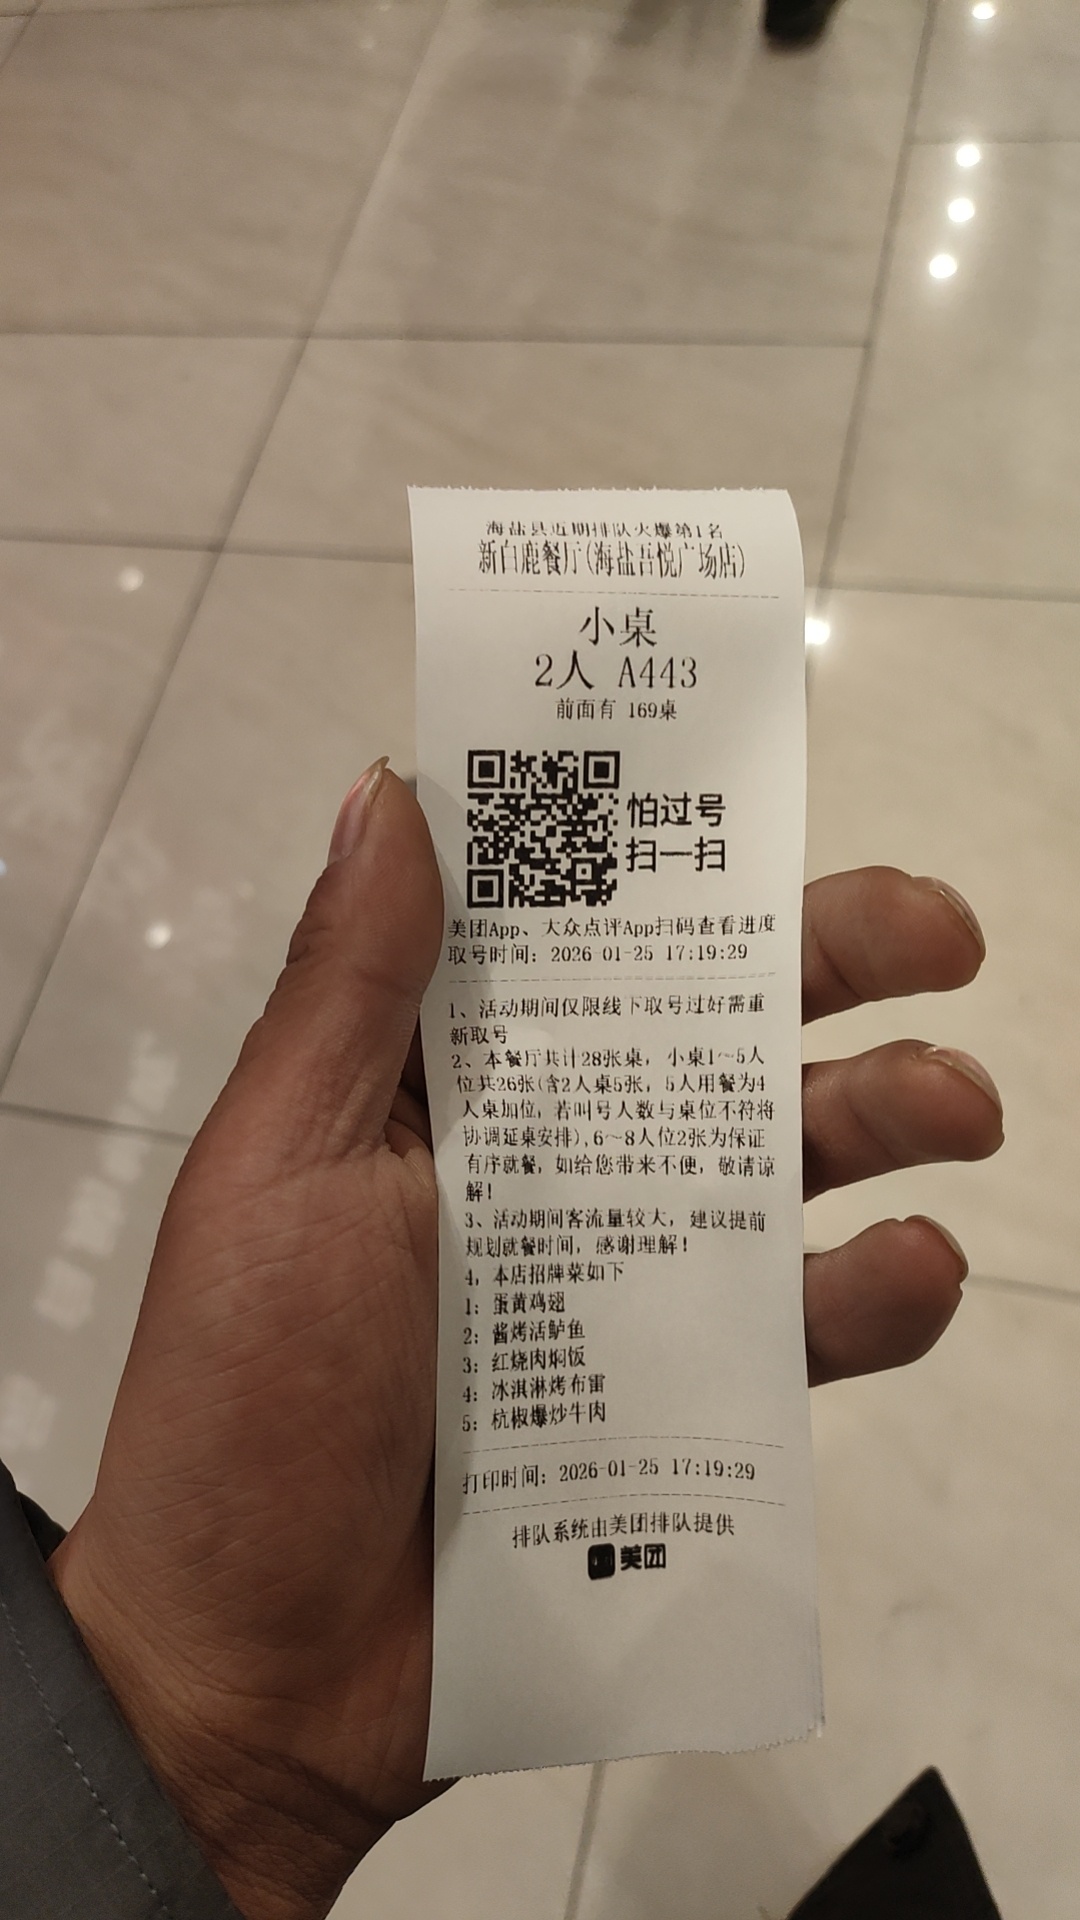 海盐县近期排队火爆第1名
新白鹿餐厅(海盐吾悦广场店)
小桌
2人 A443
前面有 169桌
怕过号
扫一扫
美团App、大众点评App扫码查看进度
取号时间：2026-01-25 17:19:29
1、活动期间仅限线下取号过好需重
新取号
2、本餐厅共计28张桌，小桌1～5人
位共26张(含2人桌5张，5人用餐为4
人桌加位，若叫号人数与桌位不符将
协调延桌安排),6～8人位2张为保证
有序就餐，如给您带来不便，敬请谅
解！
3、活动期间客流量较大，建议提前
规划就餐时间，感谢理解！
4，本店招牌菜如下
1：蛋黄鸡翅
2：酱烤活鲈鱼
3：红烧肉焖饭
4：冰淇淋烤布雷
5：杭椒爆炒牛肉
打印时间：2026-01-25 17:19:29
排队系统由美团排队提供
美团